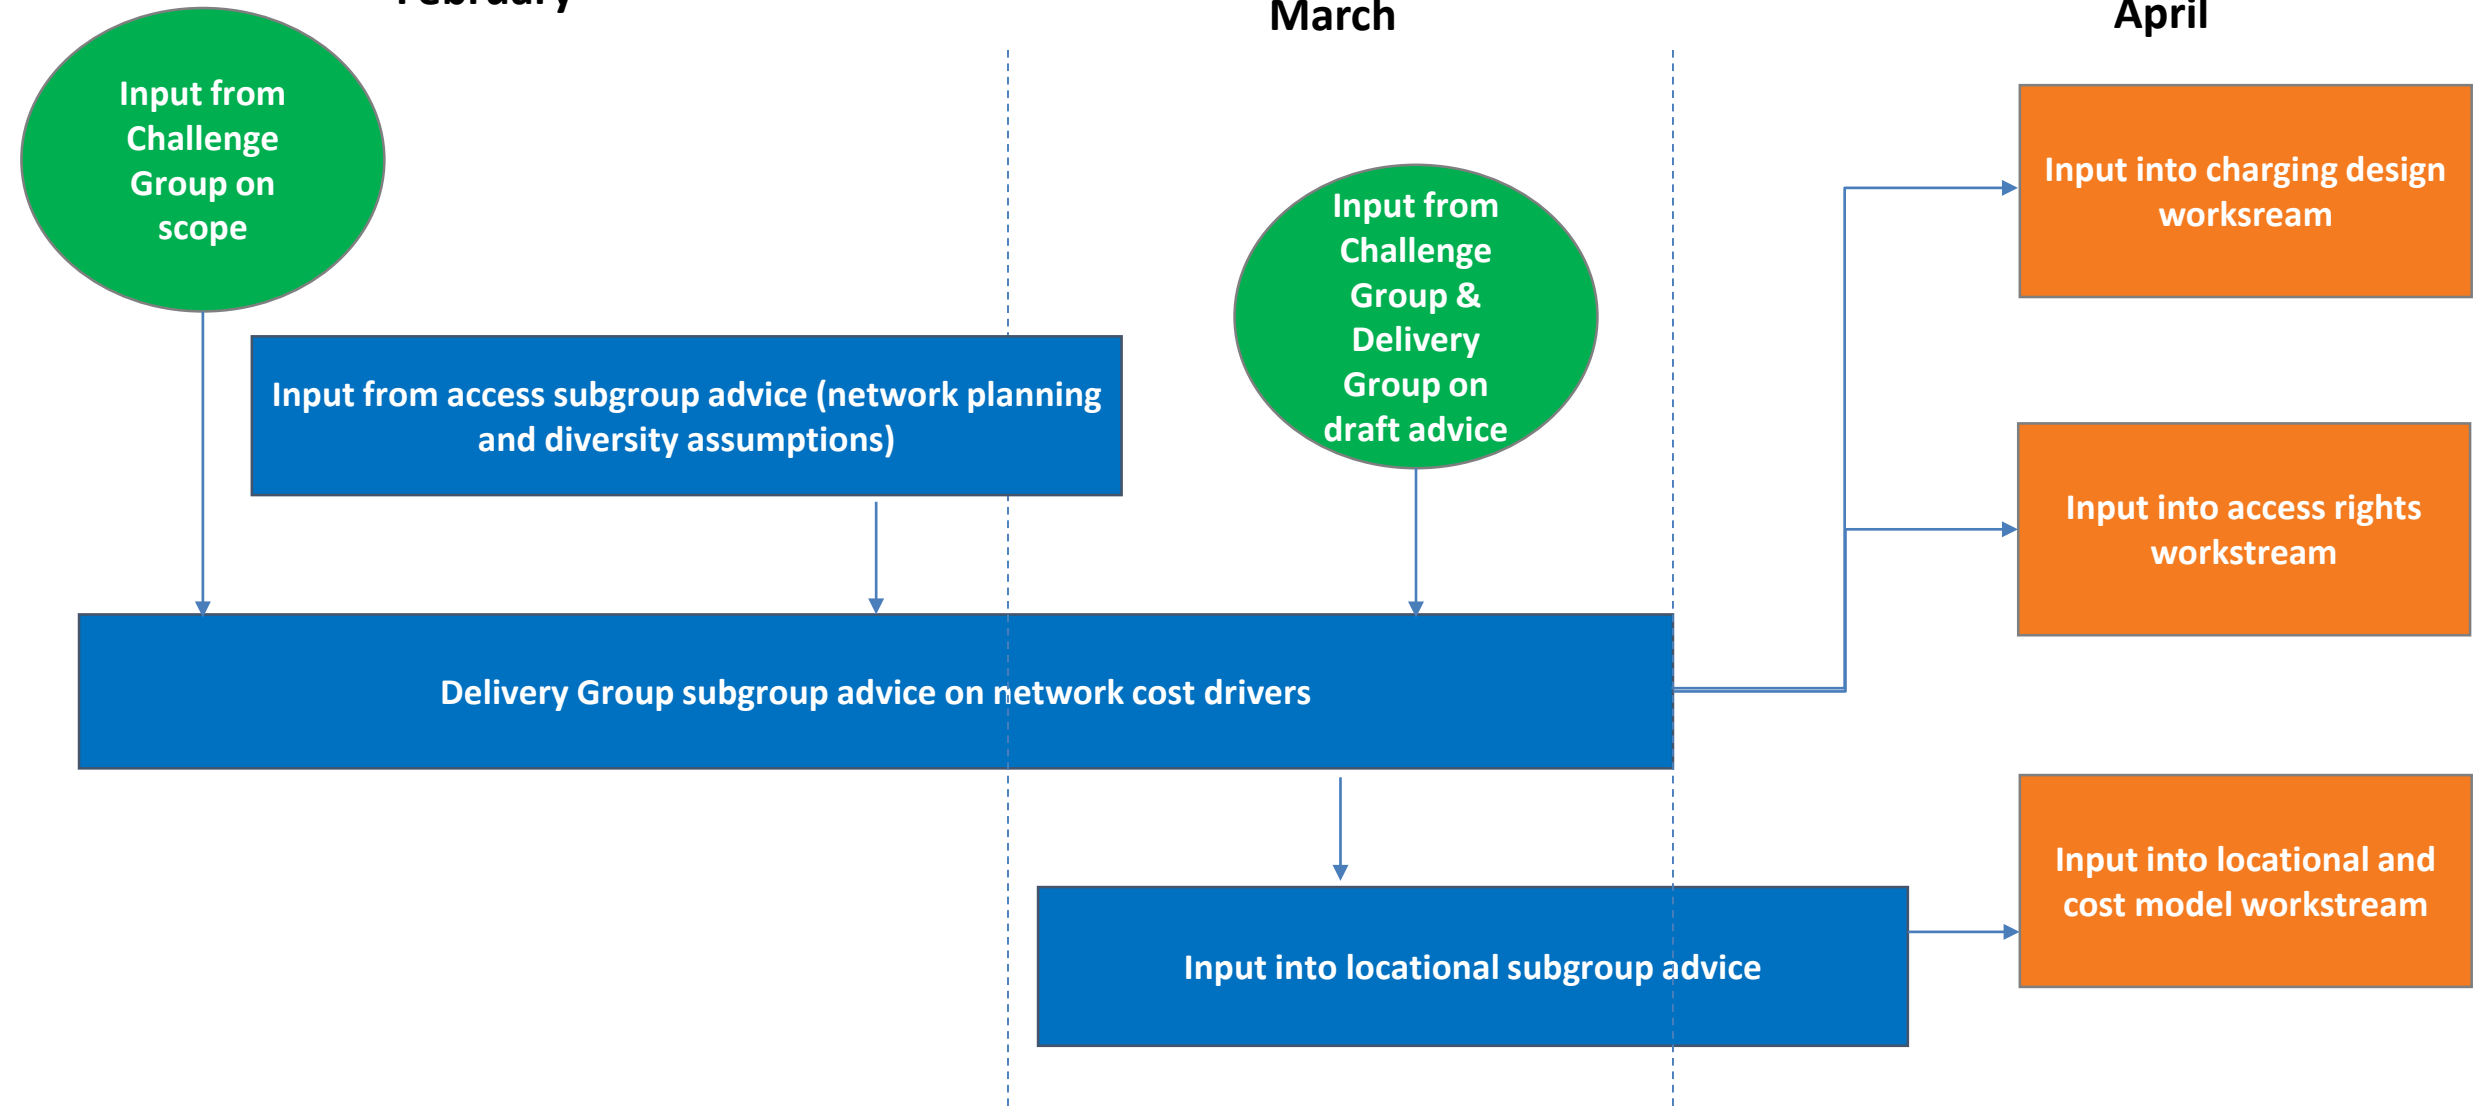 February
March
April
Input from
Challenge
Group on
scope
Input from access subgroup advice (network planning
and diversity assumptions)
Input from
Challenge
Group &
Delivery
Group on
draft advice
Input into charging design
worksream
Input into access rights
workstream
Delivery Group subgroup advice on network cost drivers
Input into locational and
cost model workstream
Input into locational subgroup advice